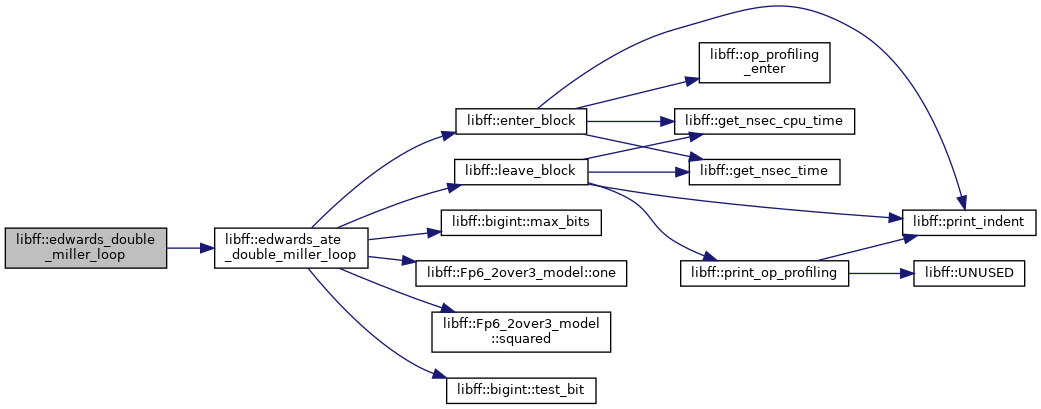 libff::edwards_double
_miller_loop
libff::edwards_ate
_double_miller_loop
libff::enter_block
libff::leave_block
libff::bigint::max_bits
libff::Fp6_2over3_model::one
libff::Fp6_2over3_model
::squared
libff::bigint::test_bit
libff::op_profiling
_enter
libff::get_nsec_cpu_time
libff::get_nsec_time
libff::print_op_profiling
libff::print_indent
libff::UNUSED